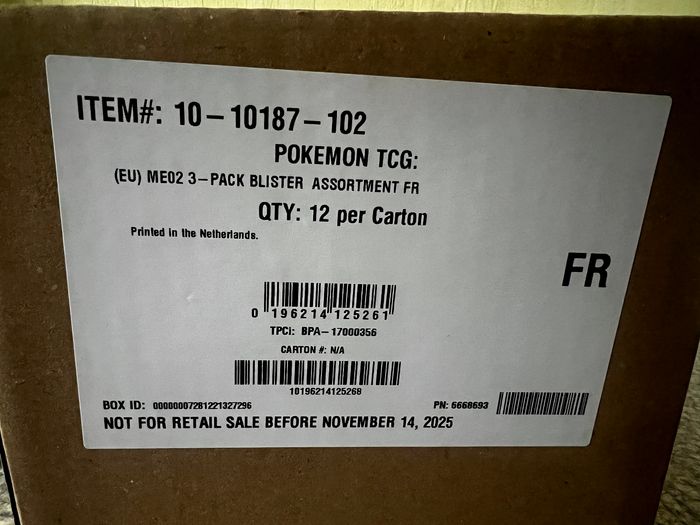 ITEM#: 10-10187-102
POKEMON TCG:
(EU) ME02 3-PACK BLISTER ASSORTMENT FR
QTY: 12 per Carton
Printed in the Netherlands.
FR
0 196214 125261
TPCi: BPA-17000356
CARTON #: N/A
10196214125268
BOX ID: 00000007281221327296
PN: 5668693
NOT FOR RETAIL SALE BEFORE NOVEMBER 14, 2025